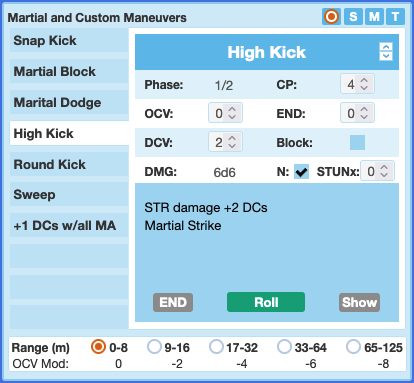 Martial and Custom Maneuvers S M T
Snap Kick
Martial Block
Marital Dodge
High Kick
Round Kick
Sweep
+1 DCs w/all MA
High Kick
Phase: 1/2 CP: 4
OCV: 0 END: 0
DCV: 2 Block:
DMG: 6d6 N: STUNx: 0
STR damage +2 DCs
Martial Strike
END Roll Show
Range (m) 0-8 9-16 17-32 33-64 65-125
OCV Mod: 0 -2 -4 -6 -8